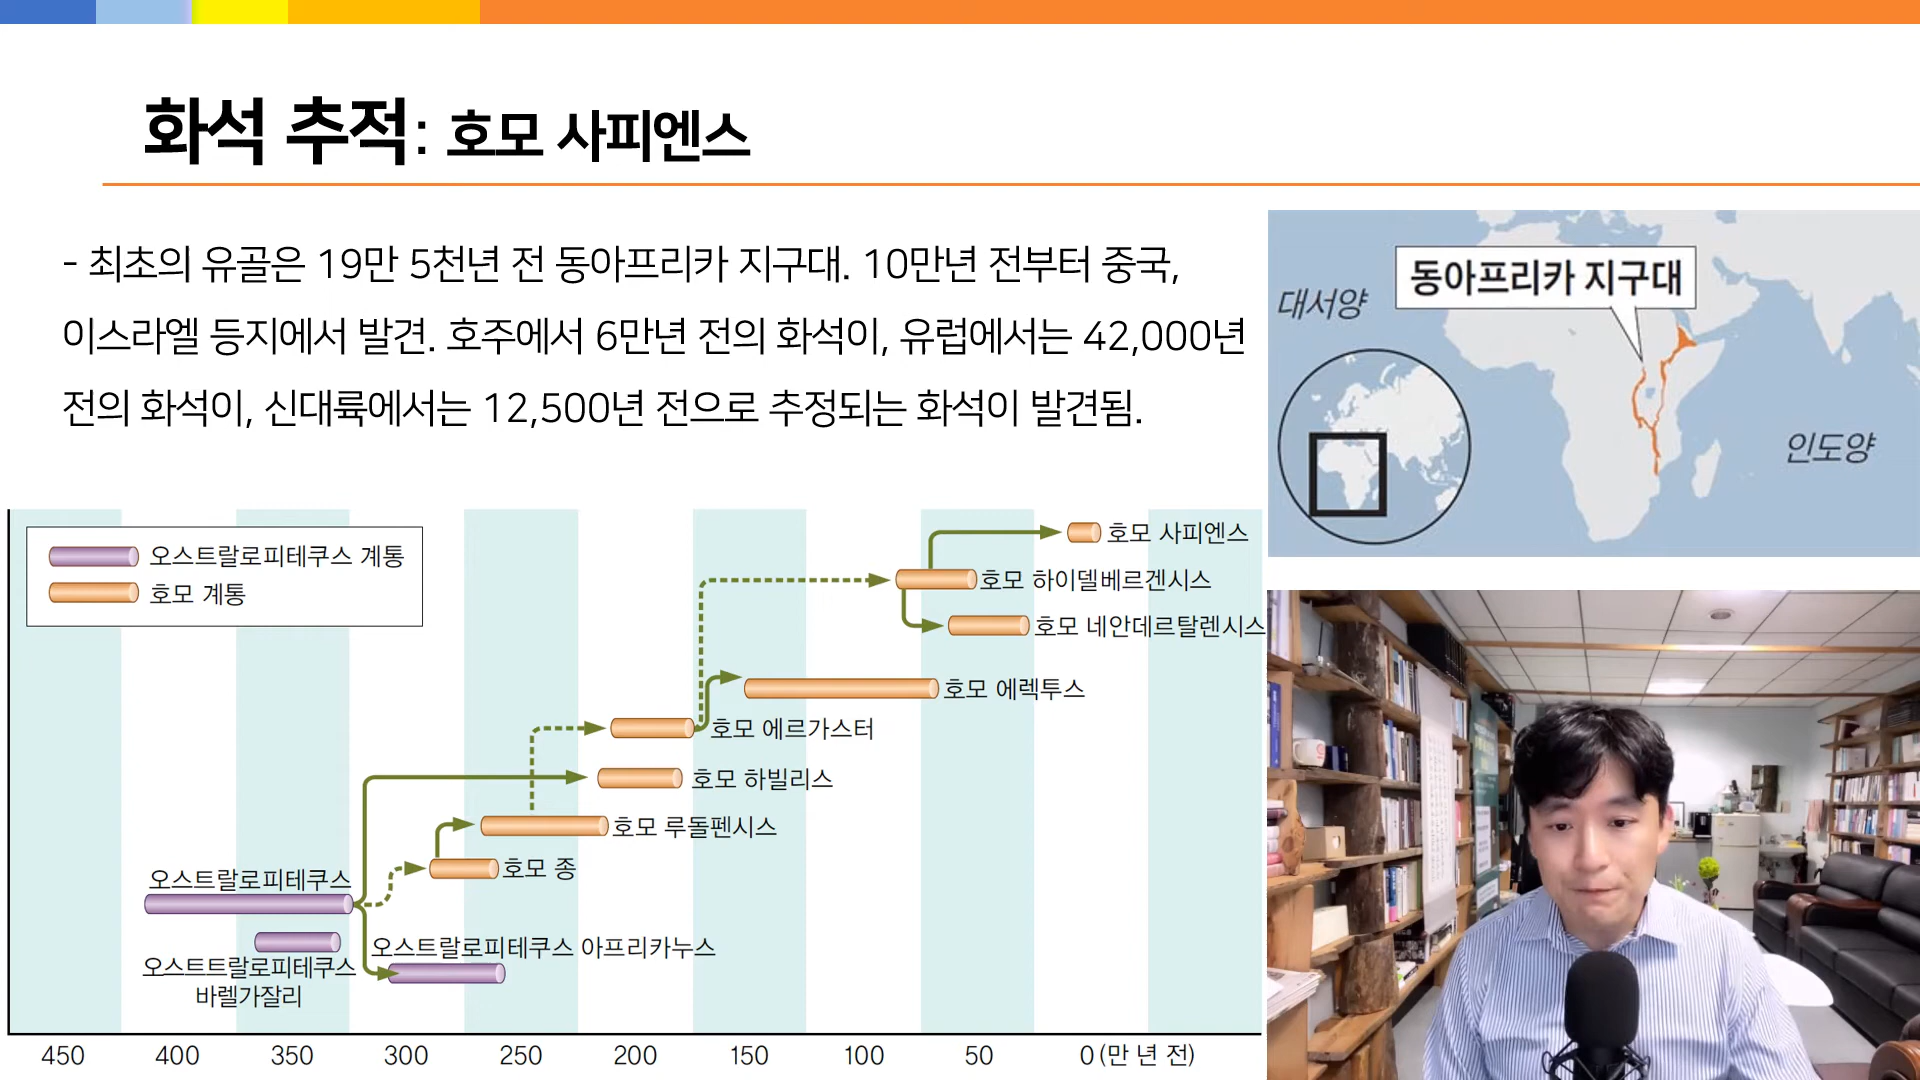 화석 추적: 호모 사피엔스
- 최초의 유골은 19만 5천년 전 동아프리카 지구대. 10만년 전부터 중국,
이스라엘 등지에서 발견. 호주에서 6만년 전의 화석이, 유럽에서는 42,000년
전의 화석이, 신대륙에서는 12,500년 전으로 추정되는 화석이 발견됨.
동아프리카 지구대
대서양
인도양
오스트랄로피테쿠스 계통
호모 계통
호모 사피엔스
호모 하이델베르겐시스
호모 네안데르탈렌시스
호모 에렉투스
호모 에르가스터
호모 하빌리스
호모 루돌펜시스
호모 종
오스트랄로피테쿠스
오스트랄로피테쿠스 아프리카누스
오스트트랄로피테쿠스
바렐가잘리
450 400 350 300 250 200 150 100 50 0 (만 년 전)